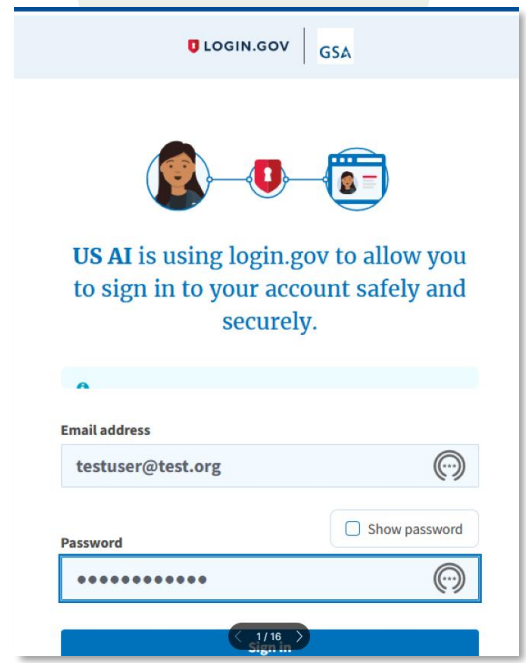 LOGIN.GOV
GSA
US AI is using login.gov to allow you
to sign in to your account safely and
securely.
Email address
testuser@test.org
Show password
Password
••••••••••••
1/16
Sign in